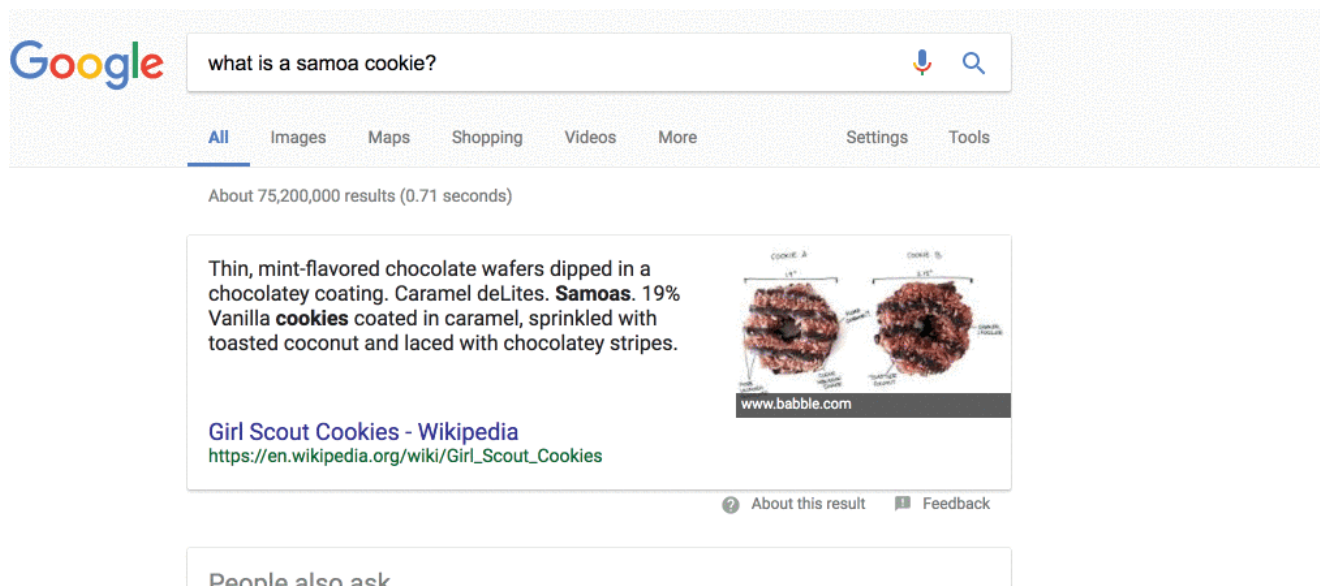 Google
what is a samoa cookie?
All Images Maps Shopping Videos More Settings Tools
About 75,200,000 results (0.71 seconds)
Thin, mint-flavored chocolate wafers dipped in a
chocolatey coating. Caramel deLites. Samoas. 19%
Vanilla cookies coated in caramel, sprinkled with
toasted coconut and laced with chocolatey stripes.
COOKIE A COOKIE B
www.babble.com
Girl Scout Cookies - Wikipedia
https://en.wikipedia.org/wiki/Girl_Scout_Cookies
About this result Feedback
People also ask